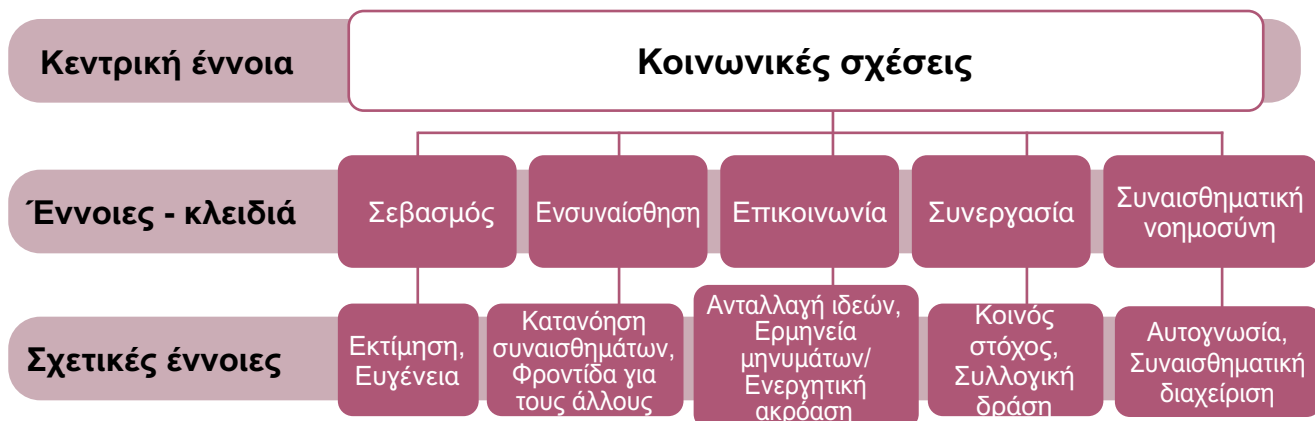 Κεντρική έννοια
Κοινωνικές σχέσεις
Έννοιες - κλειδιά
Σεβασμός
Ενσυναίσθηση
Επικοινωνία
Συνεργασία
Συναισθηματική
νοημοσύνη
Σχετικές έννοιες
Εκτίμηση,
Ευγένεια
Κατανόηση
συναισθημάτων,
Φροντίδα για
τους άλλους
Ανταλλαγή ιδεών,
Ερμηνεία
μηνυμάτων/
Ενεργητική
ακρόαση
Κοινός
στόχος,
Συλλογική
δράση
Αυτογνωσία,
Συναισθηματική
διαχείριση